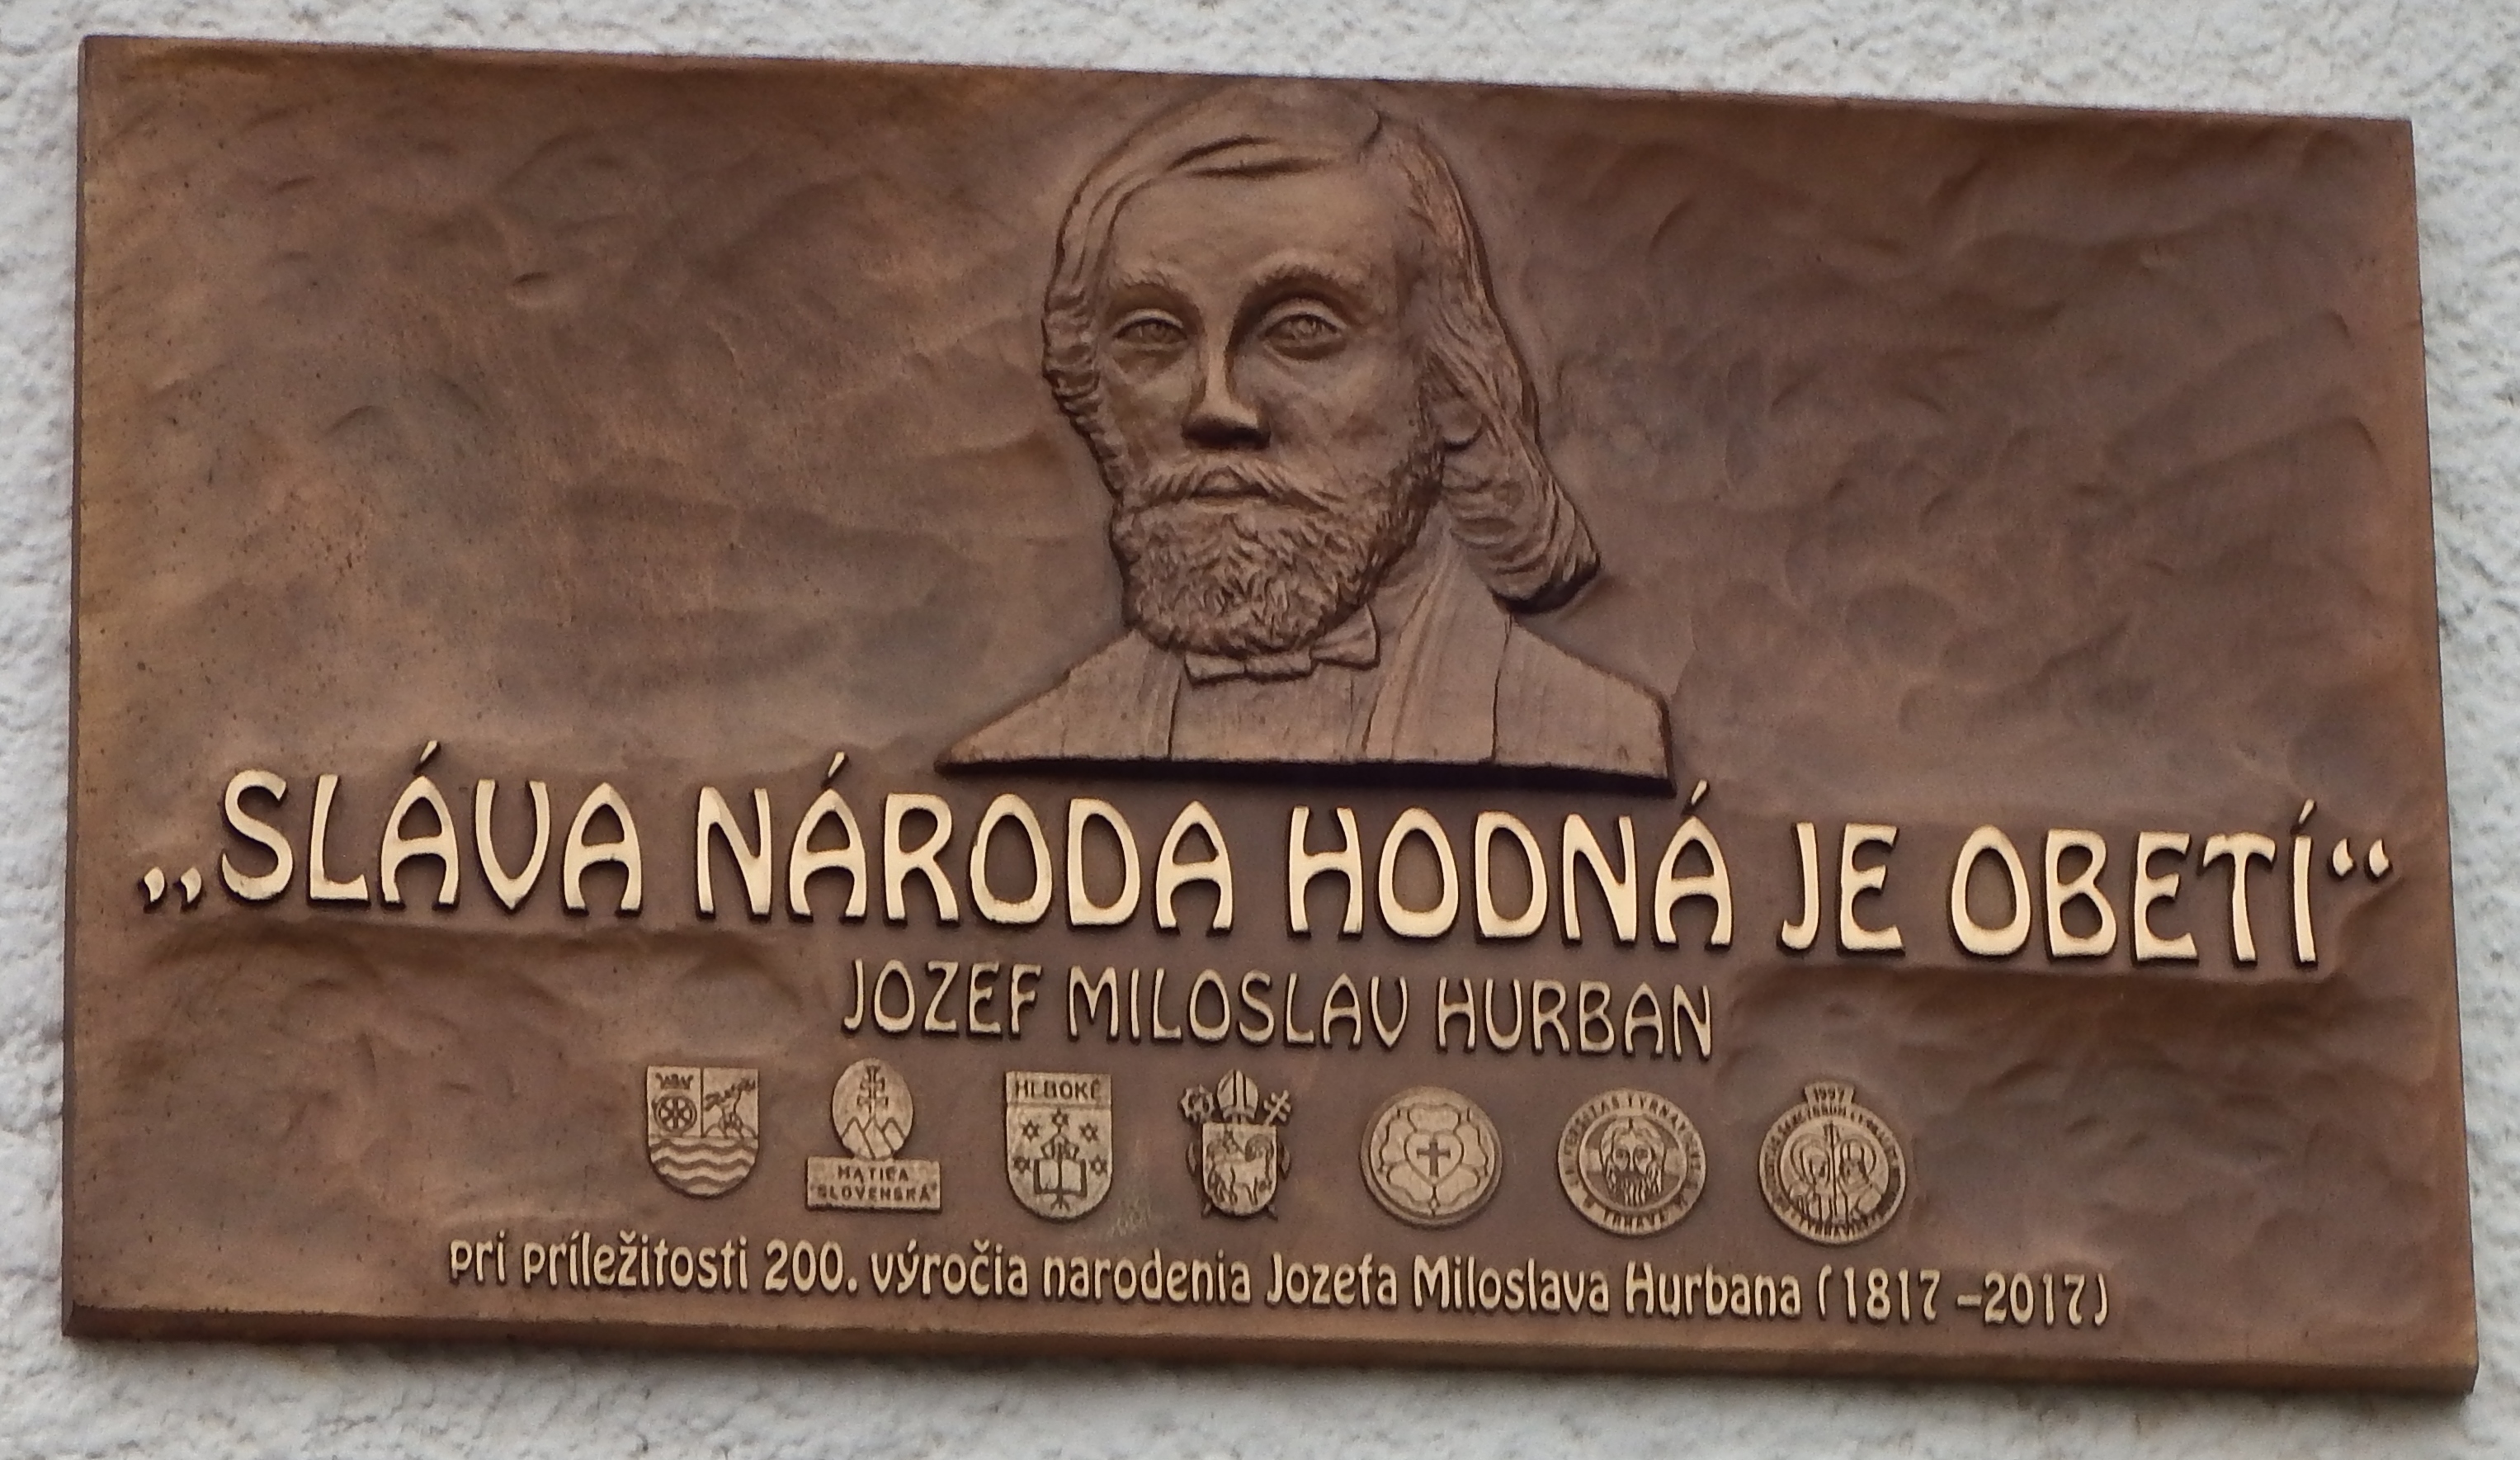 „SLÁVA NÁRODA HODNÁ JE OBETÍ“
JOZEF MILOSLAV HURBAN
MATICA
SLOVENSKÁ
HLBOKÉ
1997
pri príležitosti 200. výročia narodenia Jozefa Miloslava Hurbana (1817 –2017)